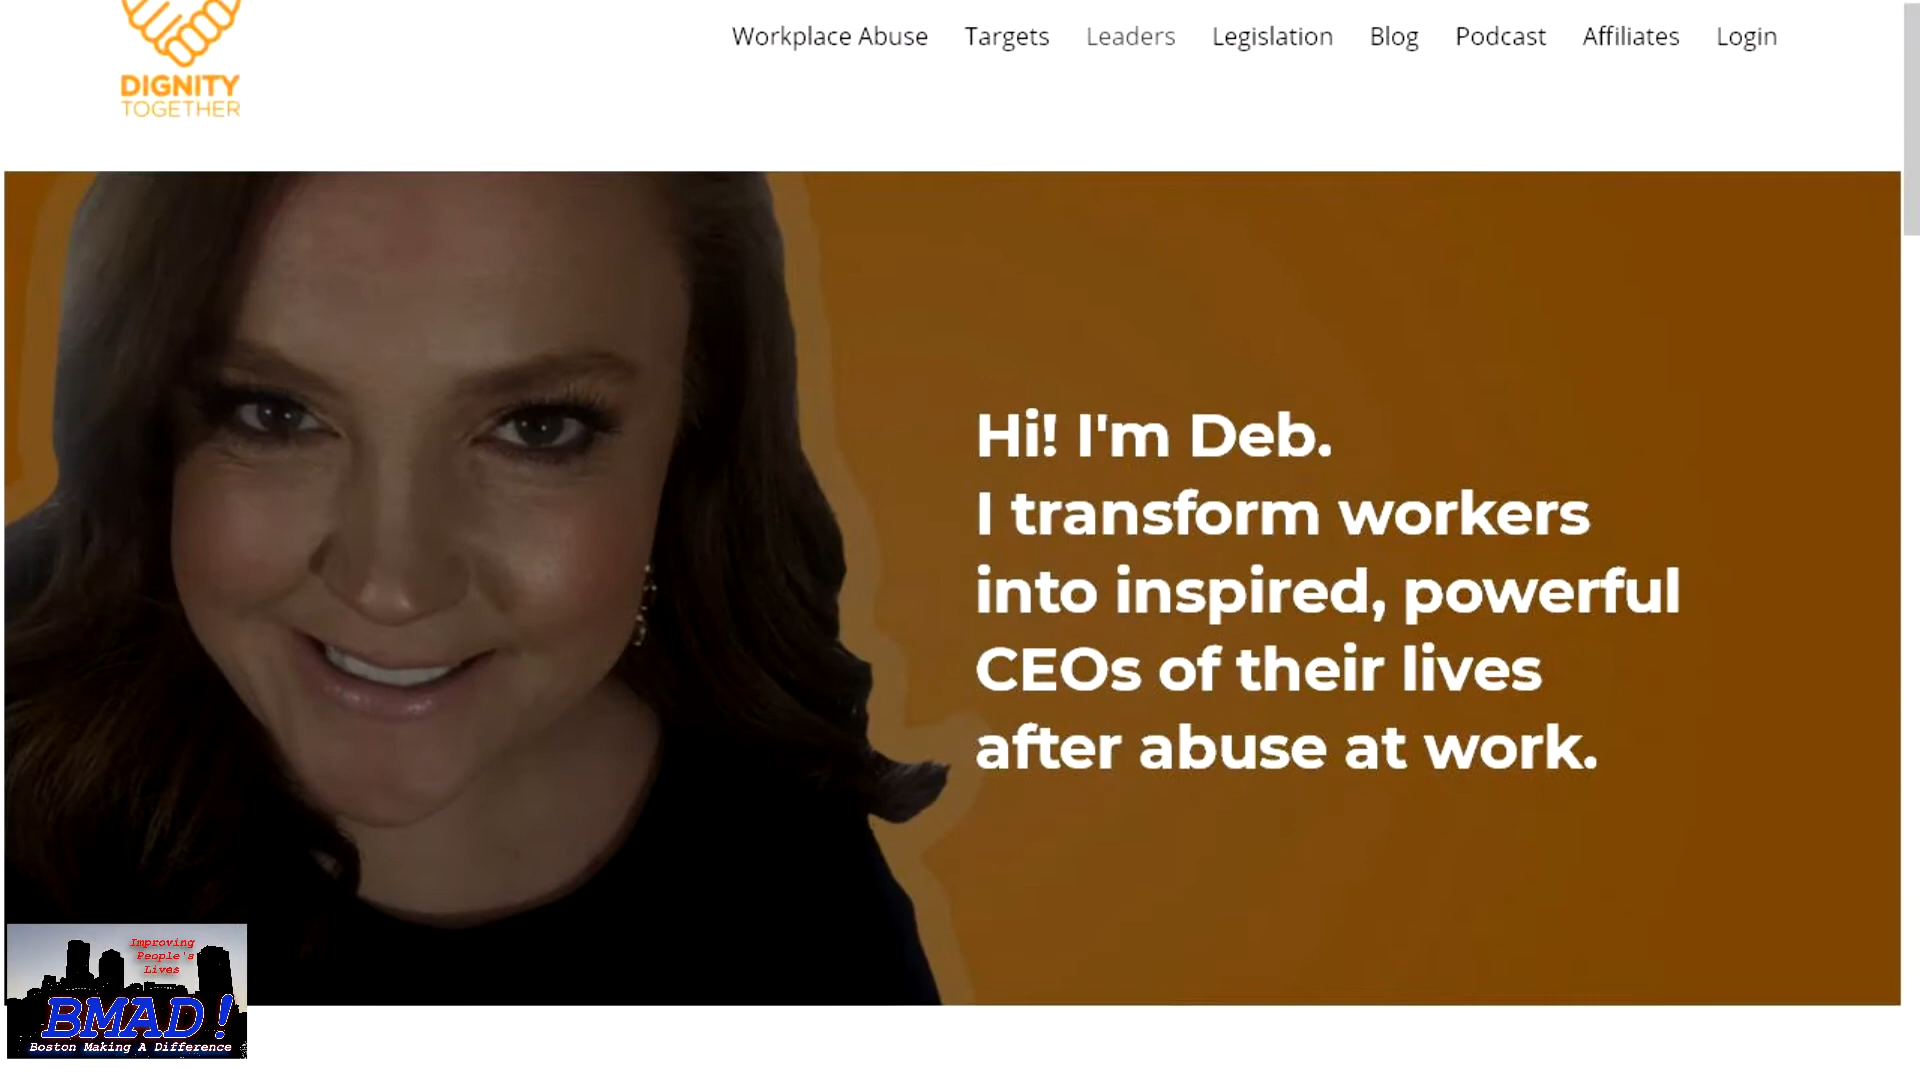 DIGNITY
TOGETHER
Workplace Abuse Targets Leaders Legislation Blog Podcast Affiliates Login
Hi! I'm Deb.
I transform workers
into inspired, powerful
CEOs of their lives
after abuse at work.
Improving
People's
Lives
BMAD!
Boston Making A Difference